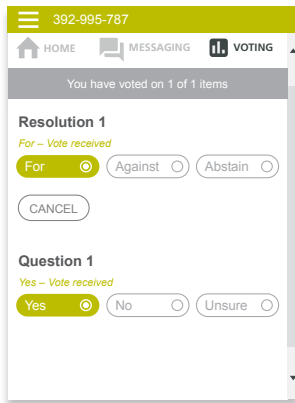 392-995-787
HOME MESSAGING VOTING
You have voted on 1 of 1 items
Resolution 1
For – Vote received
For Against Abstain
CANCEL
Question 1
Yes – Vote received
Yes No Unsure